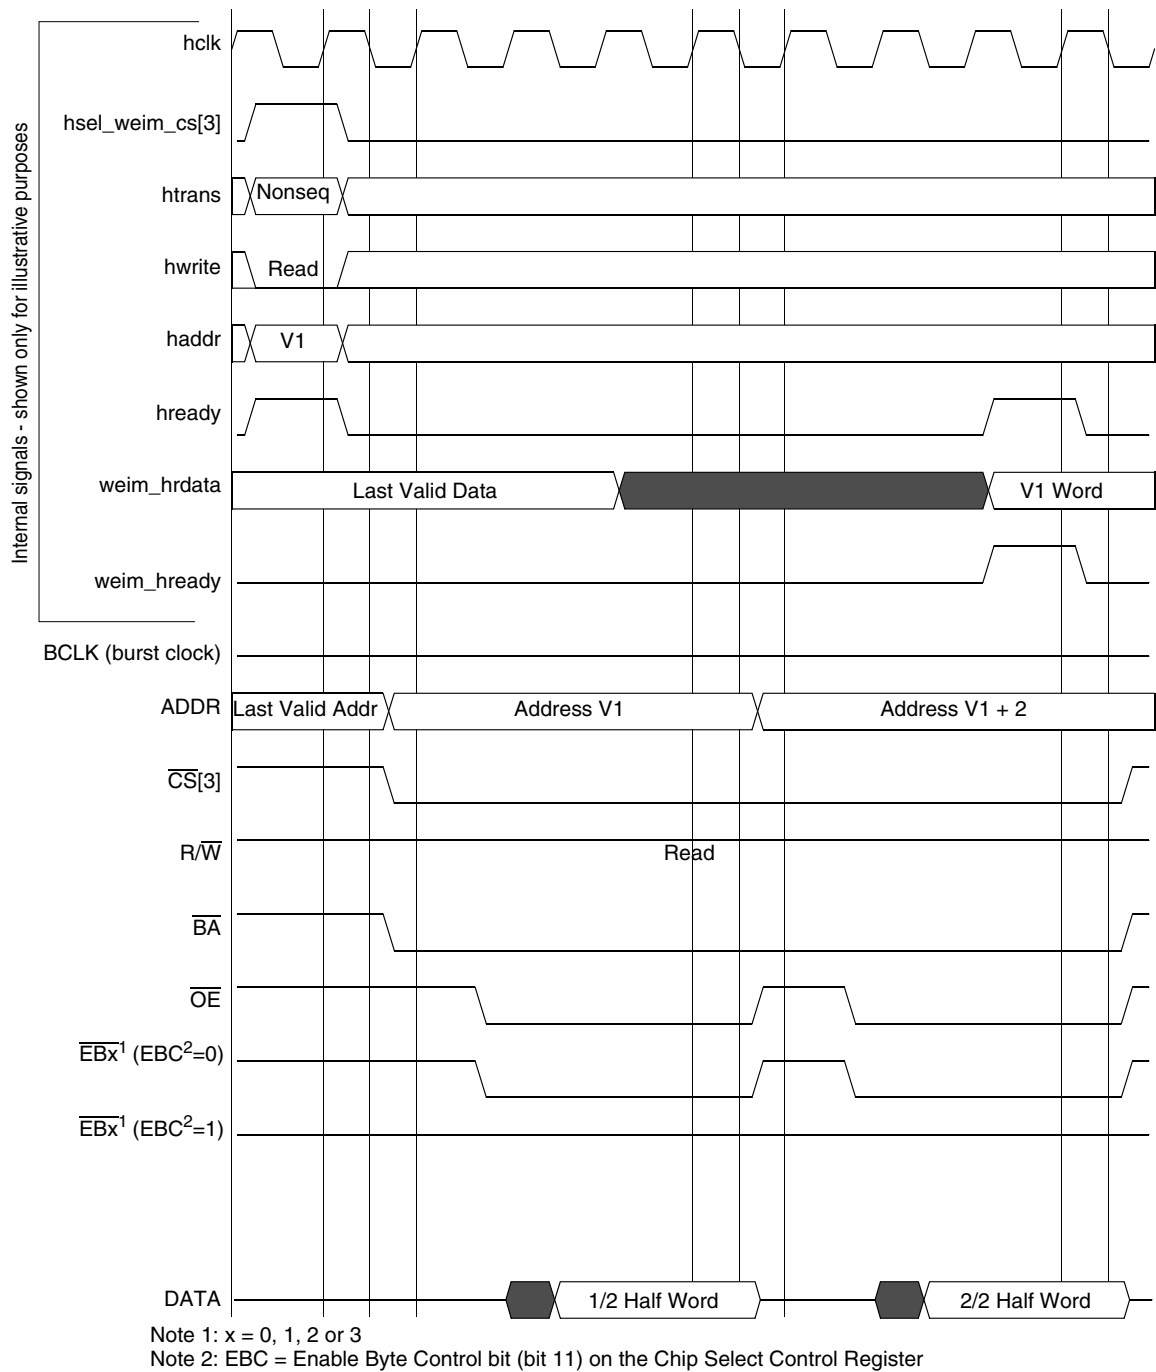 Internal signals - shown only for illustrative purposes
hclk
hsel_weim_cs[3]
htrans Nonseq
hwrite Read
haddr V1
hready
weim_hrdata Last Valid Data V1 Word
weim_hready
BCLK (burst clock)
ADDR Last Valid Addr Address V1 Address V1 + 2
CS[3]
R/W Read
BA
OE
EBx1 (EBC2=0)
EBx1 (EBC2=1)
DATA 1/2 Half Word 2/2 Half Word
Note 1: x = 0, 1, 2 or 3
Note 2: EBC = Enable Byte Control bit (bit 11) on the Chip Select Control Register